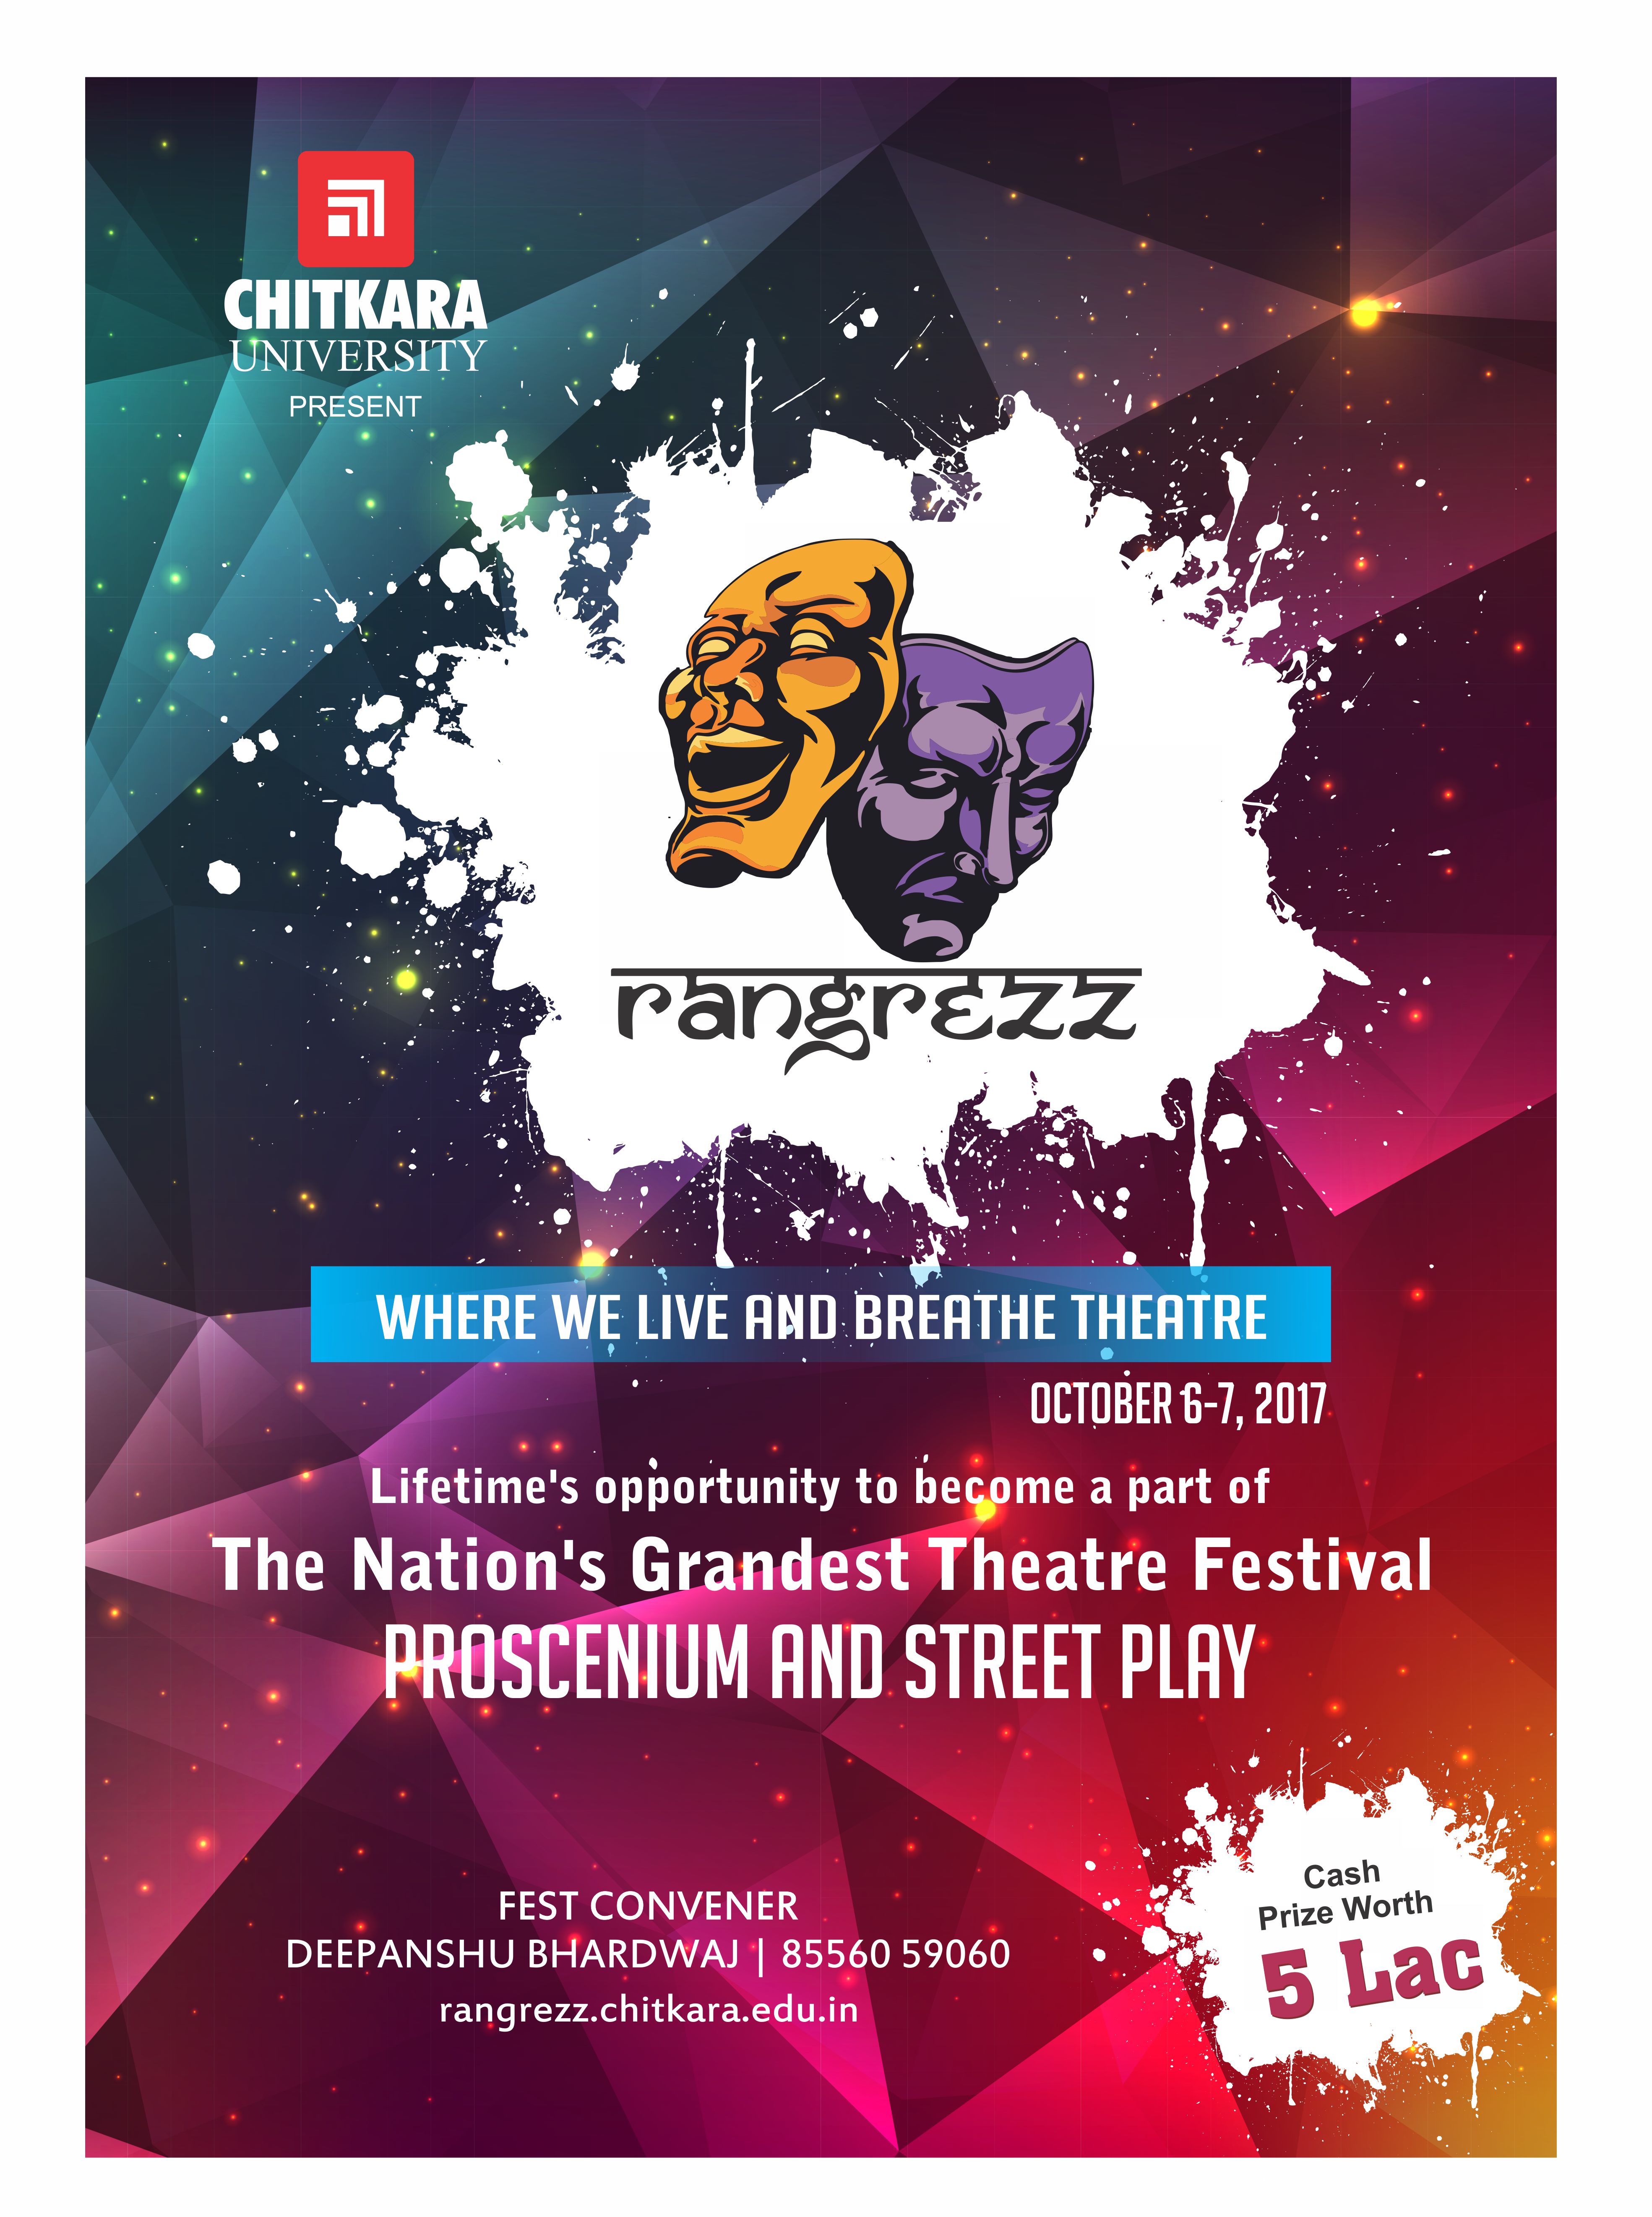 CHITKARA
UNIVERSITY
PRESENT
rangrezz
WHERE WE LIVE AND BREATHE THEATRE
OCTOBER 6-7, 2017
Lifetime's opportunity to become a part of
The Nation's Grandest Theatre Festival
PROSCENIUM AND STREET PLAY
FEST CONVENER
DEEPANSHU BHARDWAJ | 85560 59060
rangrezz.chitkara.edu.in
Cash
Prize Worth
5 Lac